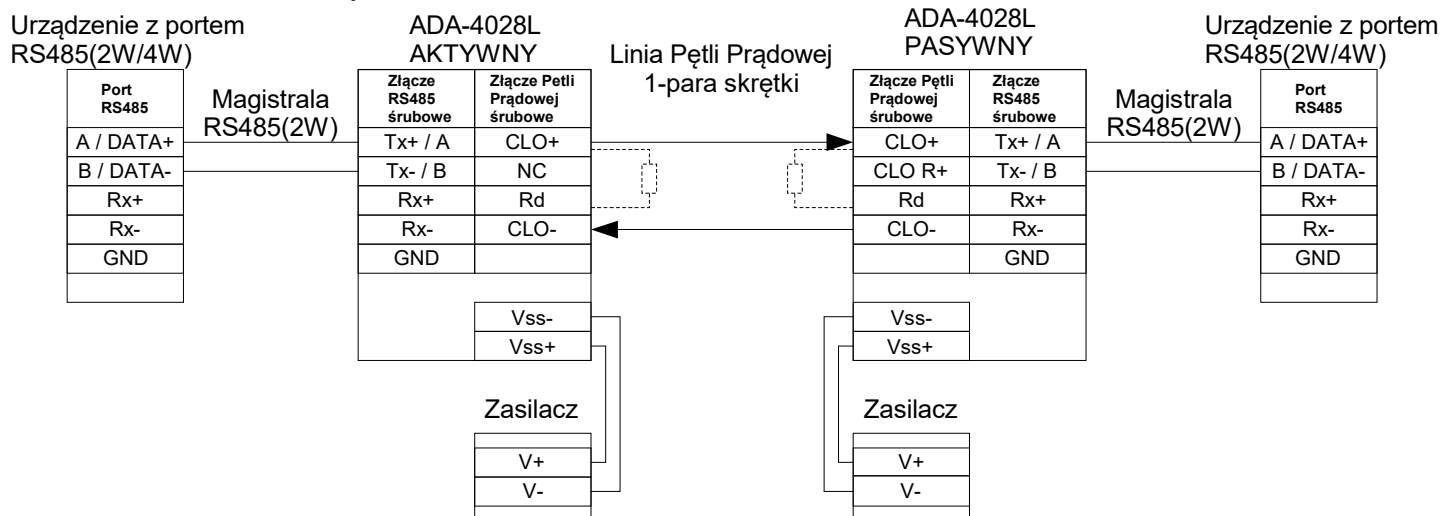 Urządzenie z portem
RS485(2W/4W)
ADA-4028L
AKTYWNY
Linia Pętli Prądowej
1-para skrętki
ADA-4028L
PASYWNY
Urządzenie z portem
RS485(2W/4W)
Port
RS485
A / DATA+
B / DATA-
Rx+
Rx-
GND
Magistrala
RS485(2W)
Złącze
RS485
śrubowe
Tx+ / A
Tx- / B
Rx+
Rx-
GND
Złącze Petli
Prądowej
śrubowe
CLO+
NC
Rd
CLO-
Vss-
Vss+
Zasilacz
V+
V-
Złącze Pętli
Prądowej
śrubowe
CLO+
CLO R+
Rd
CLO-
Vss-
Vss+
Zasilacz
V+
V-
Złącze
RS485
śrubowe
Tx+ / A
Tx- / B
Rx+
Rx-
GND
Magistrala
RS485(2W)
Port
RS485
A / DATA+
B / DATA-
Rx+
Rx-
GND